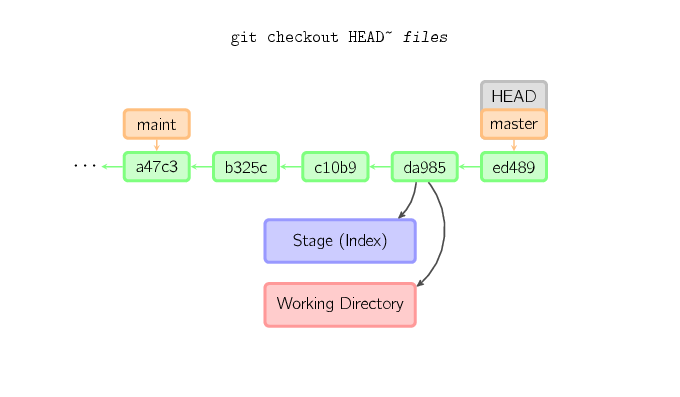 git checkout HEAD~ files
HEAD
maint
master
... a47c3 b325c c10b9 da985 ed489
Stage (Index)
Working Directory